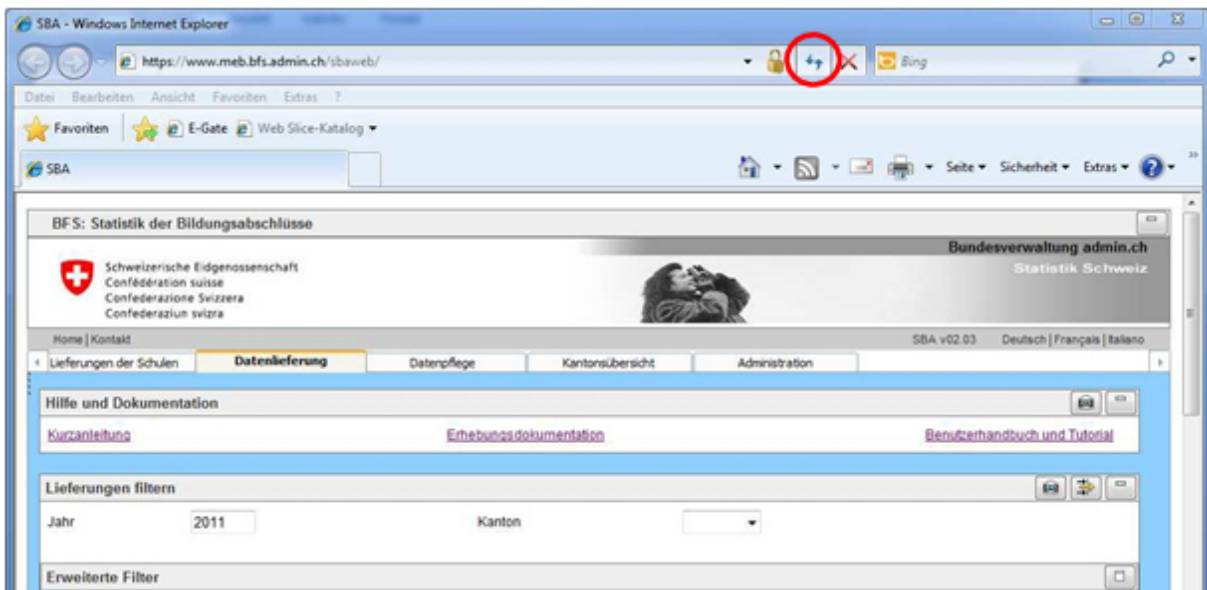 SBA - Windows Internet Explorer
https://www.meb.bfs.admin.ch/sbaweb/
Bing
Datei Bearbeiten Ansicht Favoriten Extras ?
Favoriten E-Gate Web Slice-Katalog
SBA Seite Sicherheit Extras
BFS: Statistik der Bildungsabschlüsse
Bundesverwaltung admin.ch
Statistik Schweiz
Schweizerische Eidgenossenschaft
Confédération suisse
Confederazione Svizzera
Confederaziun svizra
Home | Kontakt SBA v02.03 Deutsch | Français | Italiano
Lieferungen der Schulen Datenlieferung Datenpflege Kantonsübersicht Administration
Hilfe und Dokumentation
Kurzanleitung Erhebungsdokumentation Benutzerhandbuch und Tutorial
Lieferungen filtern
Jahr 2011 Kanton
Erweiterte Filter